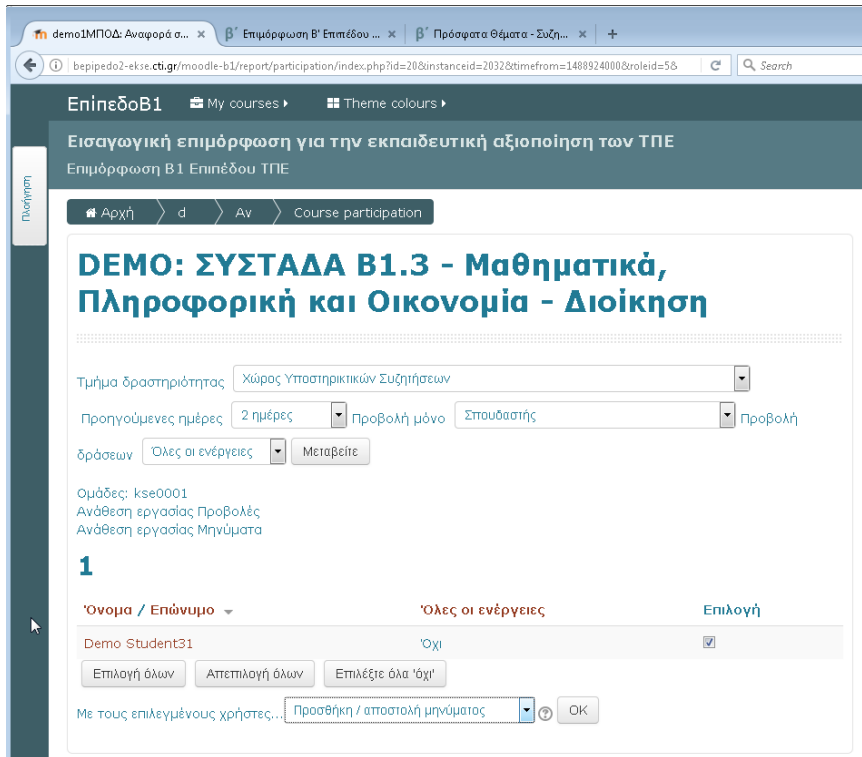 demo1ΜΠΟΔ: Αναφορά σ... × β΄ Επιμόρφωση Β' Επιπέδου ... × β΄ Πρόσφατα Θέματα - Συζη... × +
bepipedo2-ekse.cti.gr/moodle-b1/report/participation/index.php?id=20&instanceid=2032&timefrom=1488924000&roleid=5& Search
ΕπίπεδοB1 My courses Theme colours
Εισαγωγική επιμόρφωση για την εκπαιδευτική αξιοποίηση των ΤΠΕ
Επιμόρφωση Β1 Επιπέδου ΤΠΕ
Πλοήγηση
Αρχή d Αν Course participation
DEMO: ΣΥΣΤΑΔΑ Β1.3 - Μαθηματικά,
Πληροφορική και Οικονομία - Διοίκηση
Τμήμα δραστηριότητας Χώρος Υποστηρικτικών Συζητήσεων
Προηγούμενες ημέρες 2 ημέρες Προβολή μόνο Σπουδαστής Προβολή
δράσεων Όλες οι ενέργειες Μεταβείτε
Ομάδες: kse0001
Ανάθεση εργασίας Προβολές
Ανάθεση εργασίας Μηνύματα
1
Όνομα / Επώνυμο Όλες οι ενέργειες Επιλογή
Demo Student31 Όχι
Επιλογή όλων Απεπιλογή όλων Επιλέξτε όλα 'όχι'
Με τους επιλεγμένους χρήστες... Προσθήκη / αποστολή μηνύματος ? OK